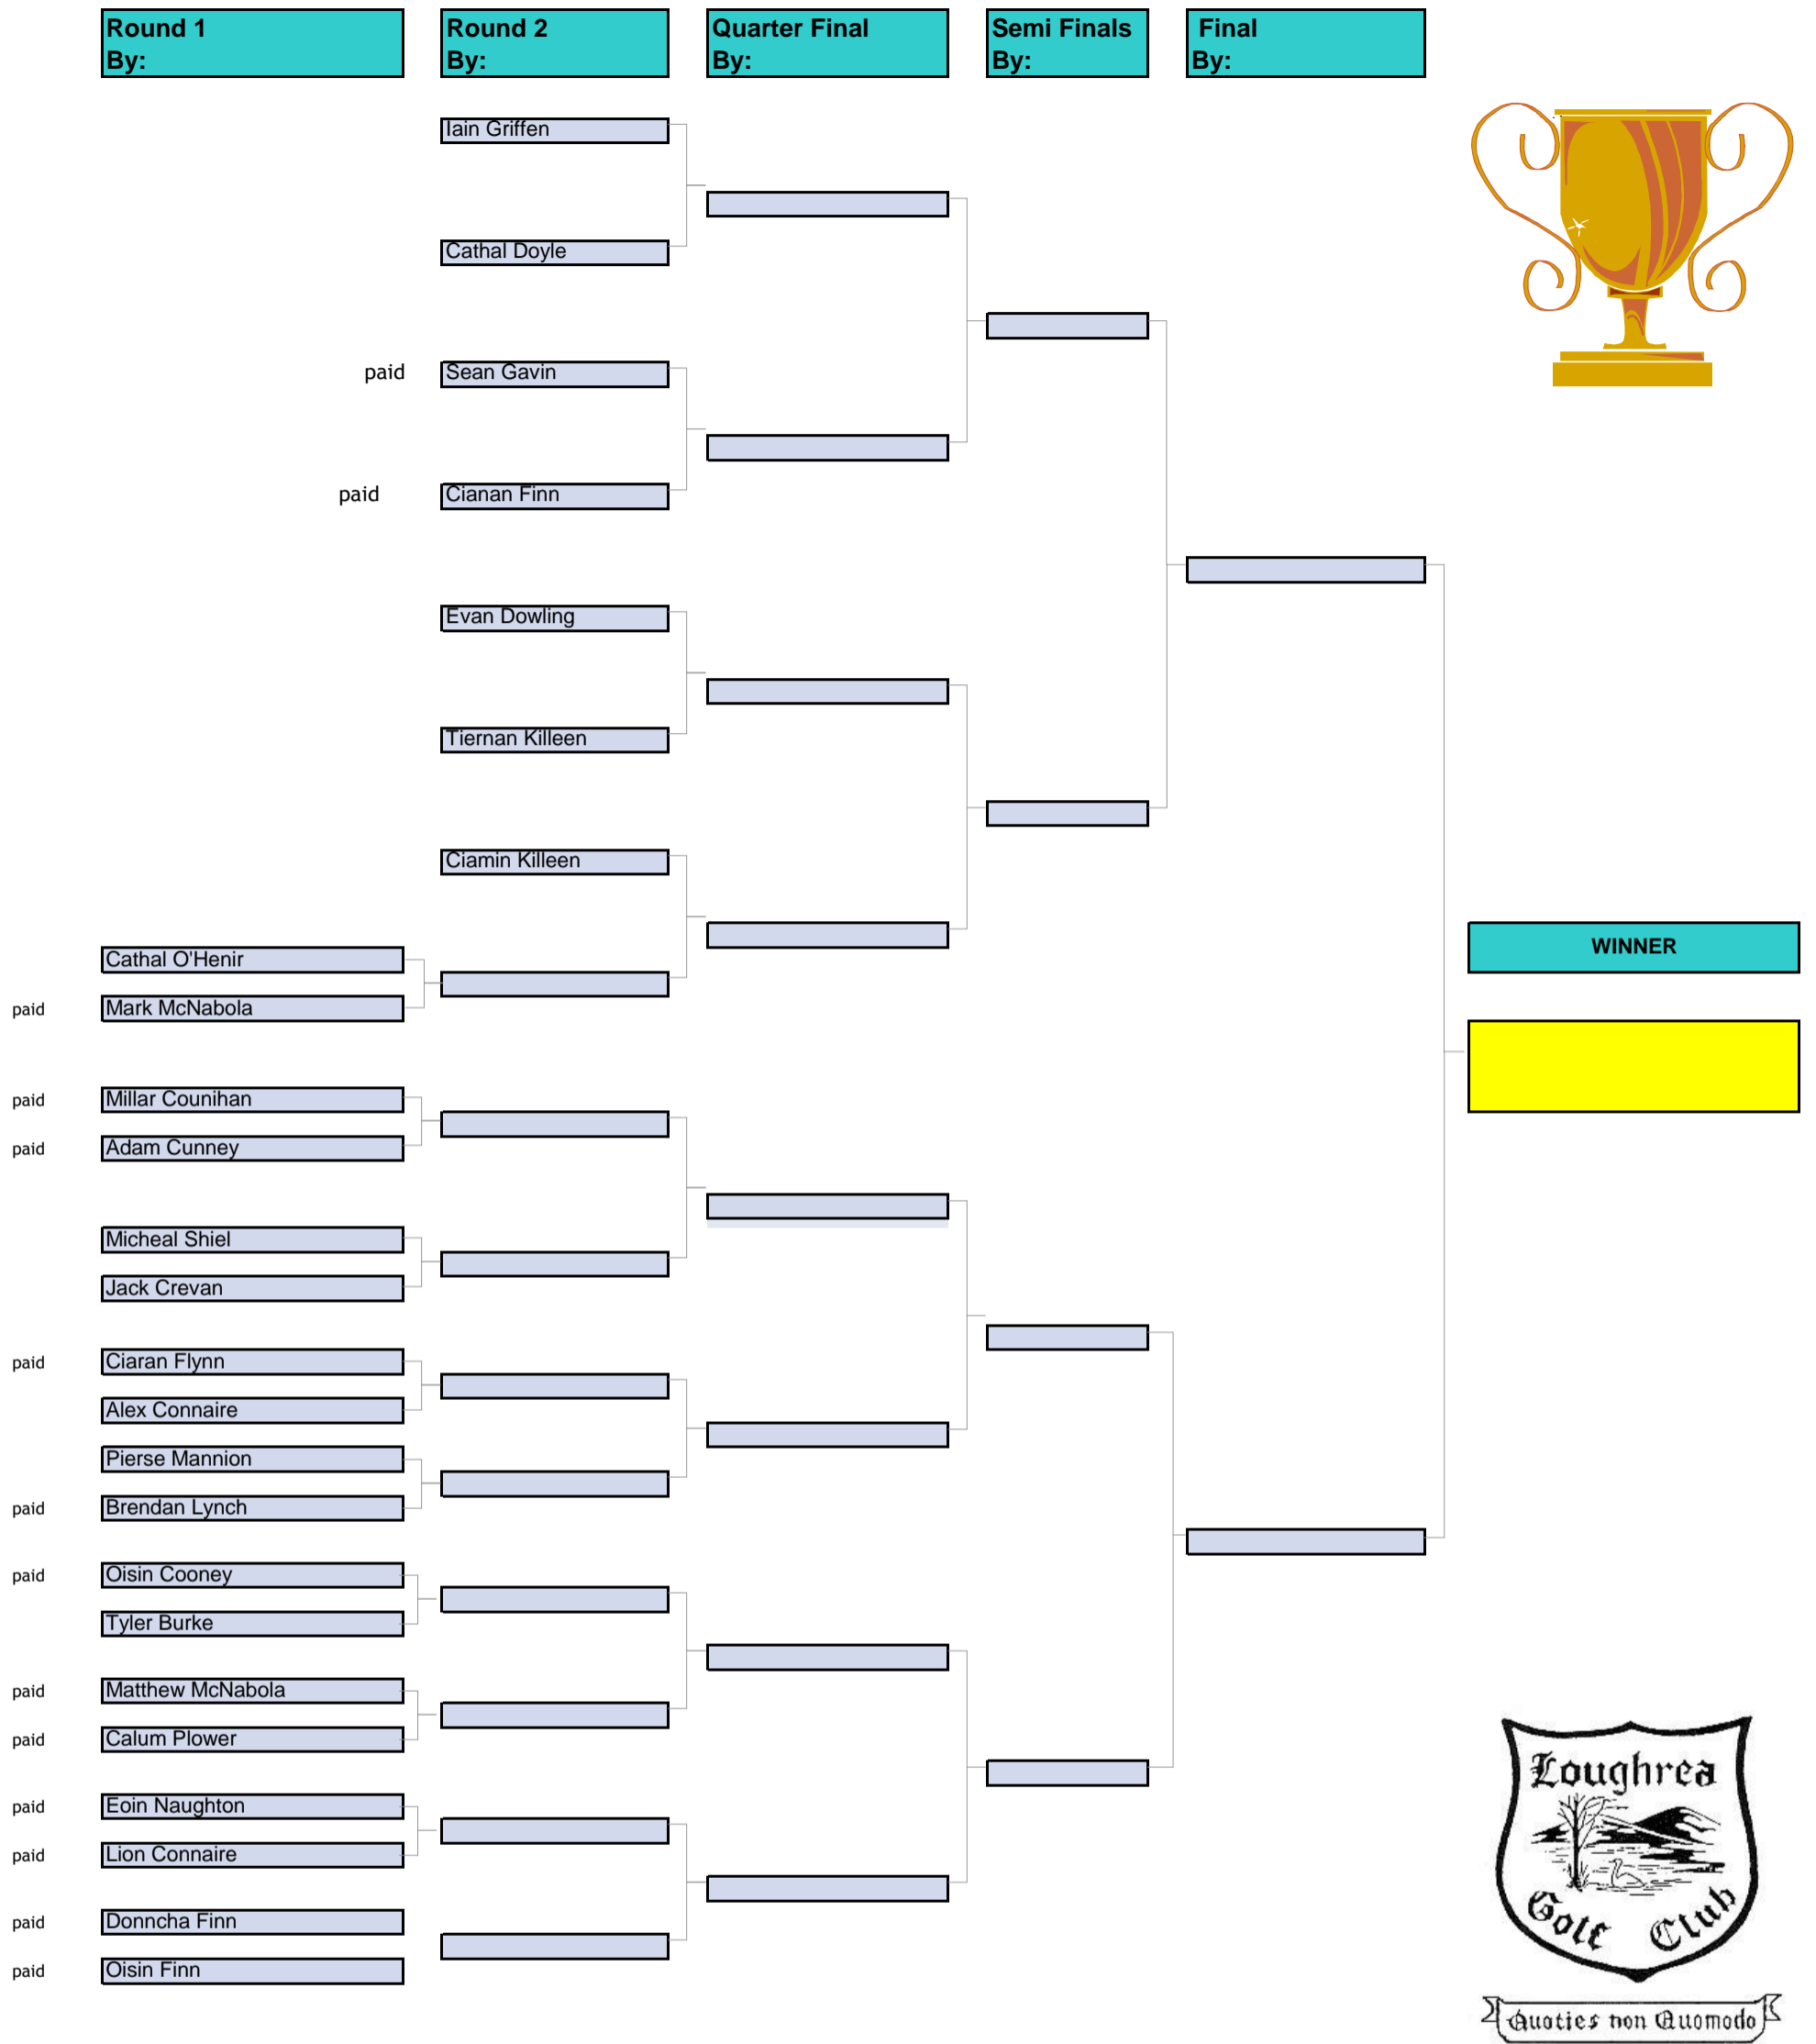 Round 1
By:
Round 2
By:
Quarter Final
By:
Semi Finals
By:
Final
By:
Iain Griffen
Cathal Doyle
paid Sean Gavin
paid Cianan Finn
Evan Dowling
Tiernan Killeen
Ciamin Killeen
WINNER
Cathal O'Henir
paid Mark McNabola
paid Millar Counihan
paid Adam Cunney
Micheal Shiel
Jack Crevan
paid Ciaran Flynn
Alex Connaire
Pierse Mannion
paid Brendan Lynch
paid Oisin Cooney
Tyler Burke
paid Matthew McNabola
paid Calum Plower
paid Eoin Naughton
paid Lion Connaire
paid Donncha Finn
paid Oisin Finn
Loughrea
Golf Club
Quoties non Quomodo